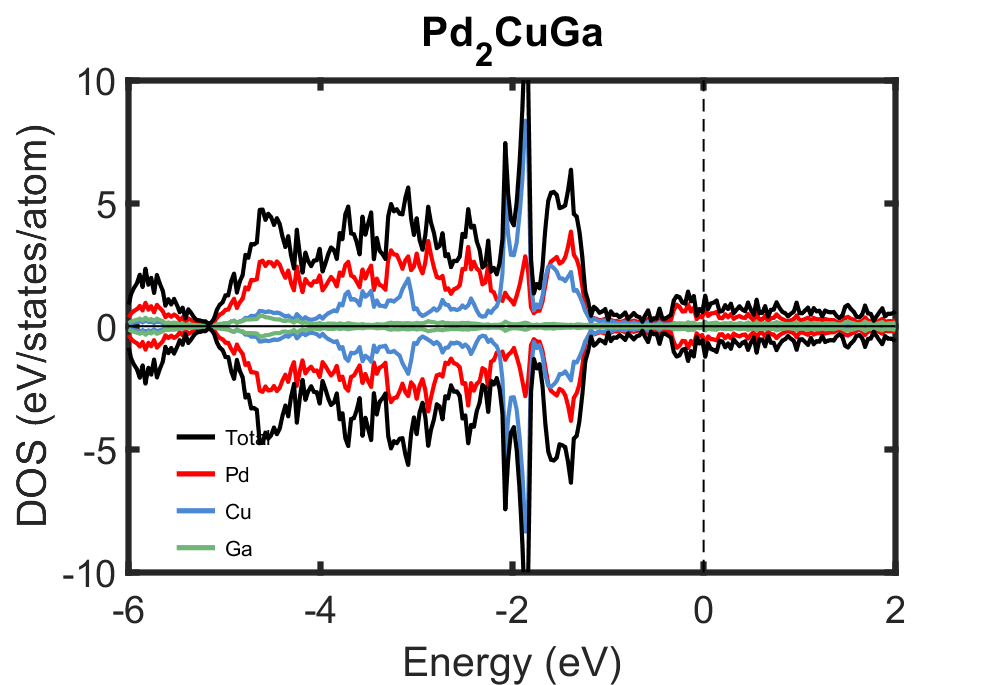 Pd₂CuGa
10
5
0
-5
-10
DOS (eV/states/atom)
Total
Pd
Cu
Ga
-6 -4 -2 0 2
Energy (eV)